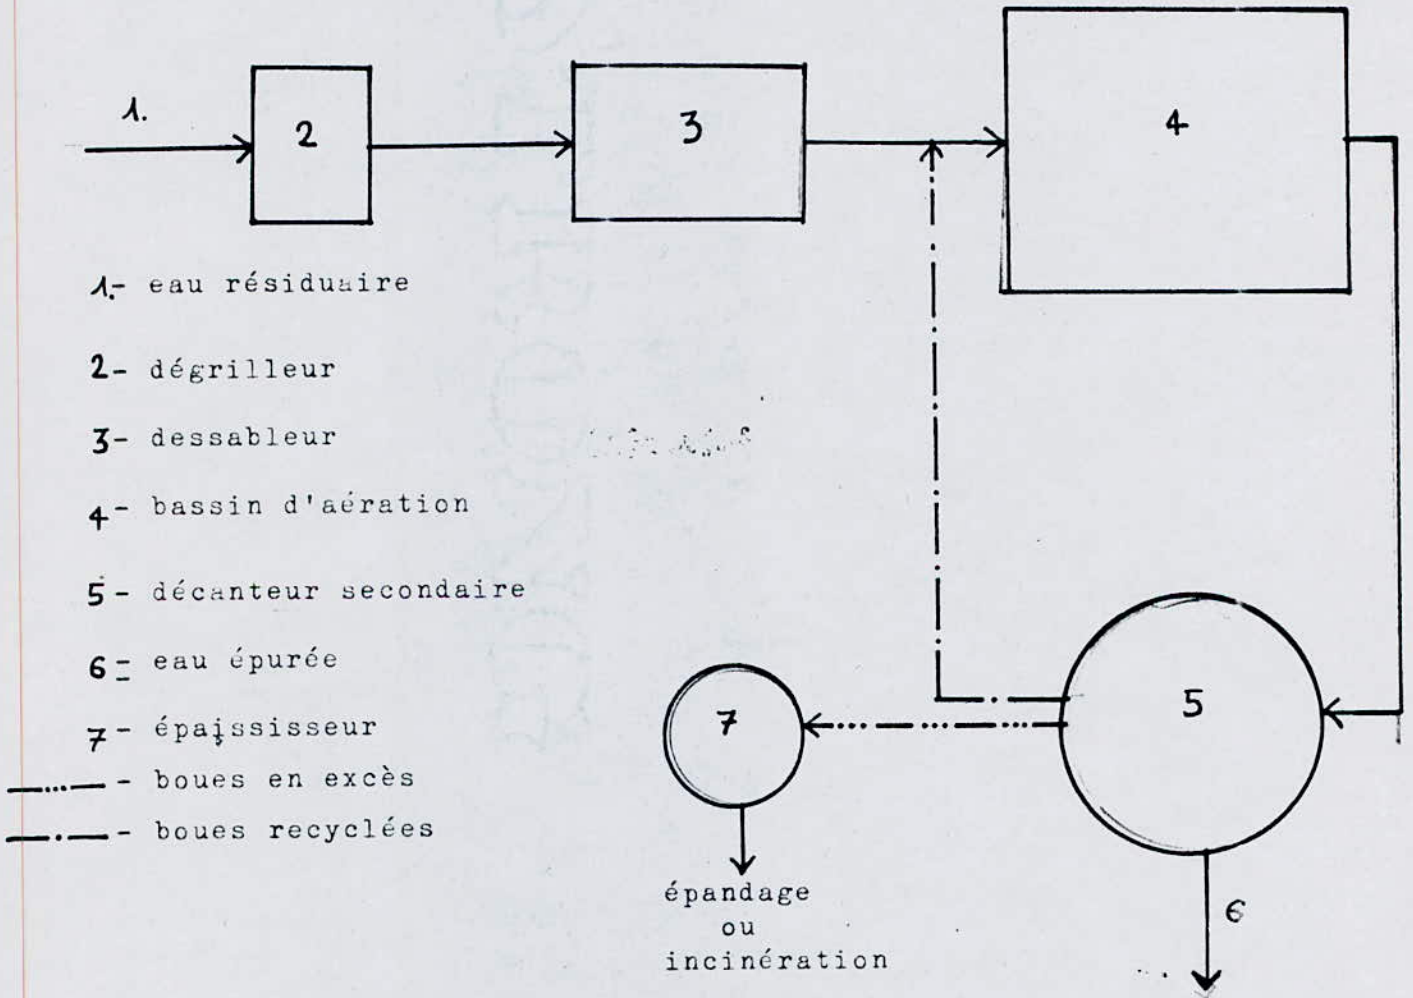 1.
2
3
4
1.- eau résiduaire
2- dégrilleur
3- dessableur
4- bassin d'aération
5- décanteur secondaire
6- eau épurée
7- épaississeur
- boues en excès
- boues recyclées
7
5
6
épandage
ou
incinération